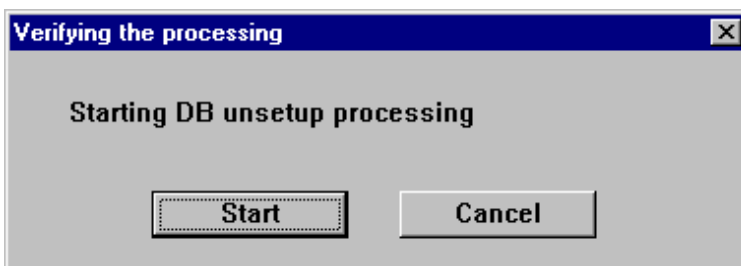 Verifying the processing
Starting DB unsetup processing
Start
Cancel